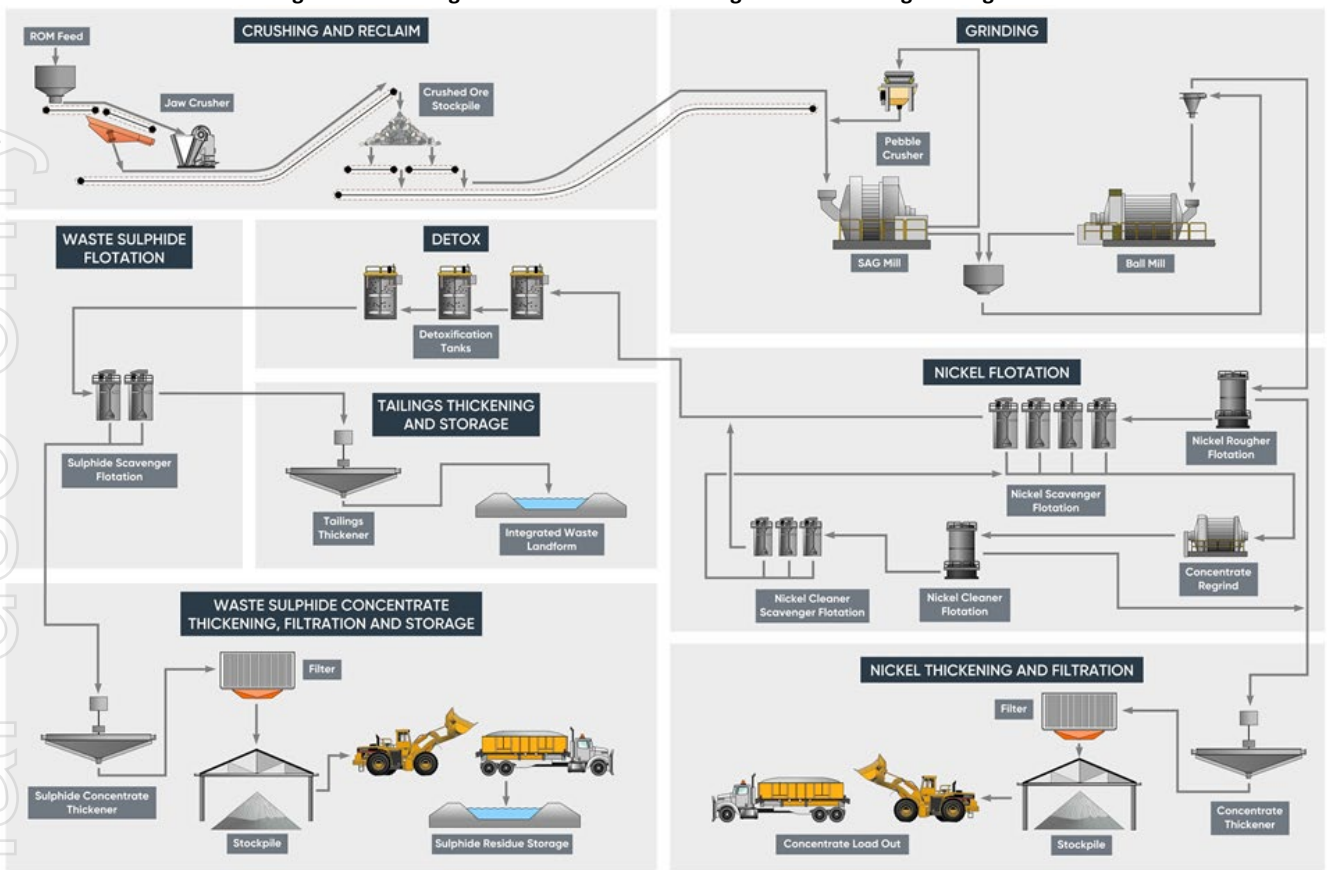 CRUSHING AND RECLAIM
ROM Feed
Jaw Crusher
Crushed Ore
Stockpile
GRINDING
Pebble
Crusher
SAG Mill
Ball Mill
WASTE SULPHIDE
FLOTATION
Sulphide Scavenger
Flotation
DETOX
Detoxification
Tanks
TAILINGS THICKENING
AND STORAGE
Tailings
Thickener
Integrated Waste
Landform
NICKEL FLOTATION
Nickel Rougher
Flotation
Nickel Scavenger
Flotation
Nickel Cleaner
Scavenger Flotation
Nickel Cleaner
Flotation
Concentrate
Regrind
WASTE SULPHIDE CONCENTRATE
THICKENING, FILTRATION AND STORAGE
Filter
Sulphide Concentrate
Thickener
Stockpile
Sulphide Residue Storage
NICKEL THICKENING AND FILTRATION
Filter
Concentrate Load Out
Stockpile
Concentrate
Thickener